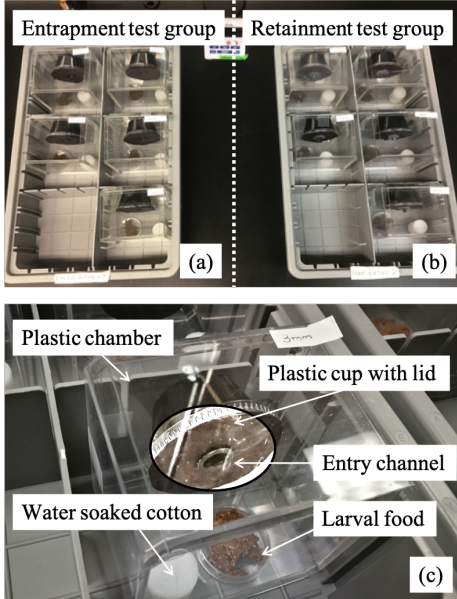 Entrapment test group
Retainment test group
(a)
(b)
3mm
Plastic chamber
Plastic cup with lid
Entry channel
Water soaked cotton
Larval food
(c)